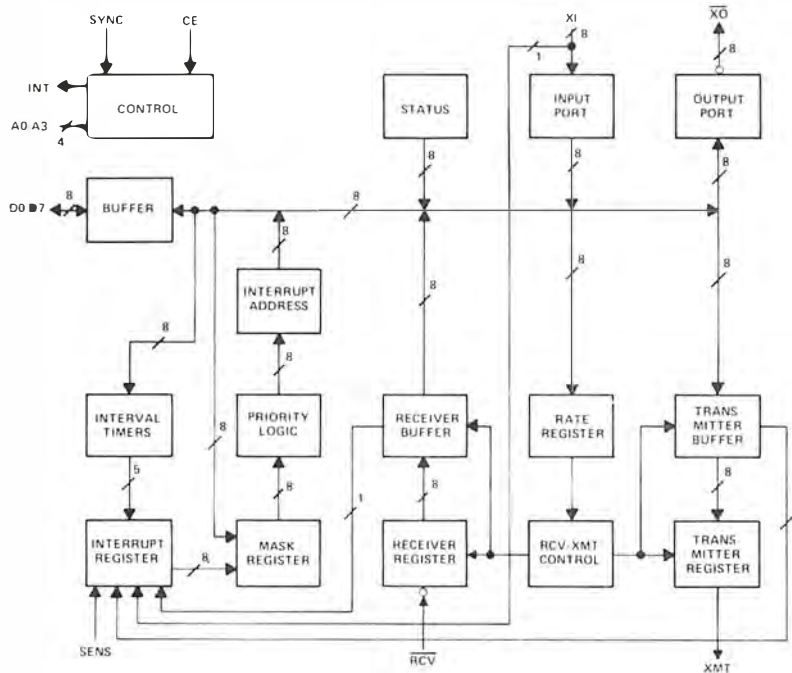 SYNC CE XI X̅O̅
8 8
1
INT
CONTROL STATUS INPUT PORT OUTPUT PORT
A0 A3
4
8 8 8
D0 D7 8 BUFFER 8
8 8 8 8
INTERRUPT ADDRESS
8
8
INTERVAL TIMERS PRIORITY LOGIC RECEIVER BUFFER RATE REGISTER TRANS MITTER BUFFER
8
5 8 1 8 8
INTERRUPT REGISTER MASK REGISTER RECEIVER REGISTER RCV-XMT CONTROL TRANS MITTER REGISTER
8
SENS R̅C̅V̅ XMT